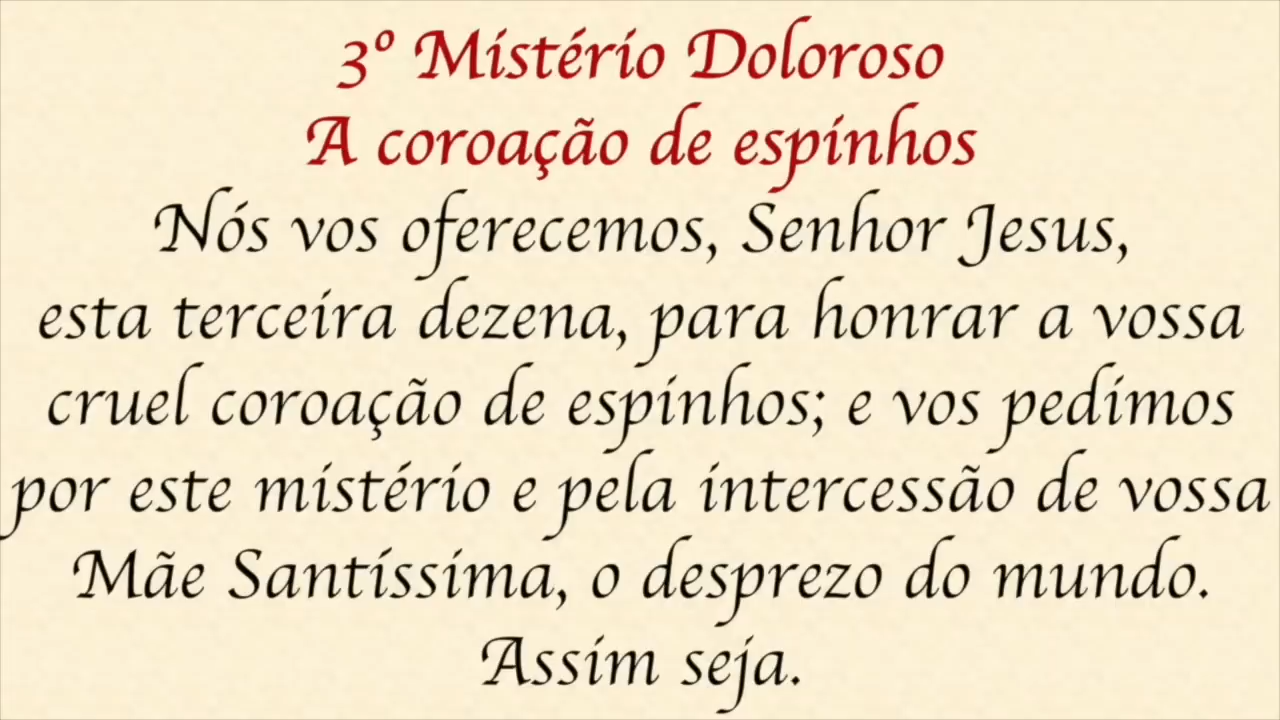 3º Mistério Doloroso
A coroação de espinhos
Nós vos oferecemos, Senhor Jesus,
esta terceira dezena, para honrar a vossa
cruel coroação de espinhos; e vos pedimos
por este mistério e pela intercessão de vossa
Mãe Santíssima, o desprezo do mundo.
Assim seja.